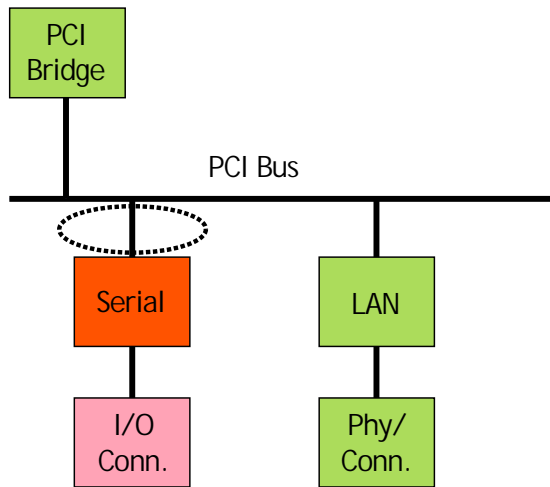 PCI
Bridge
PCI Bus
Serial
LAN
I/O
Conn.
Phy/
Conn.